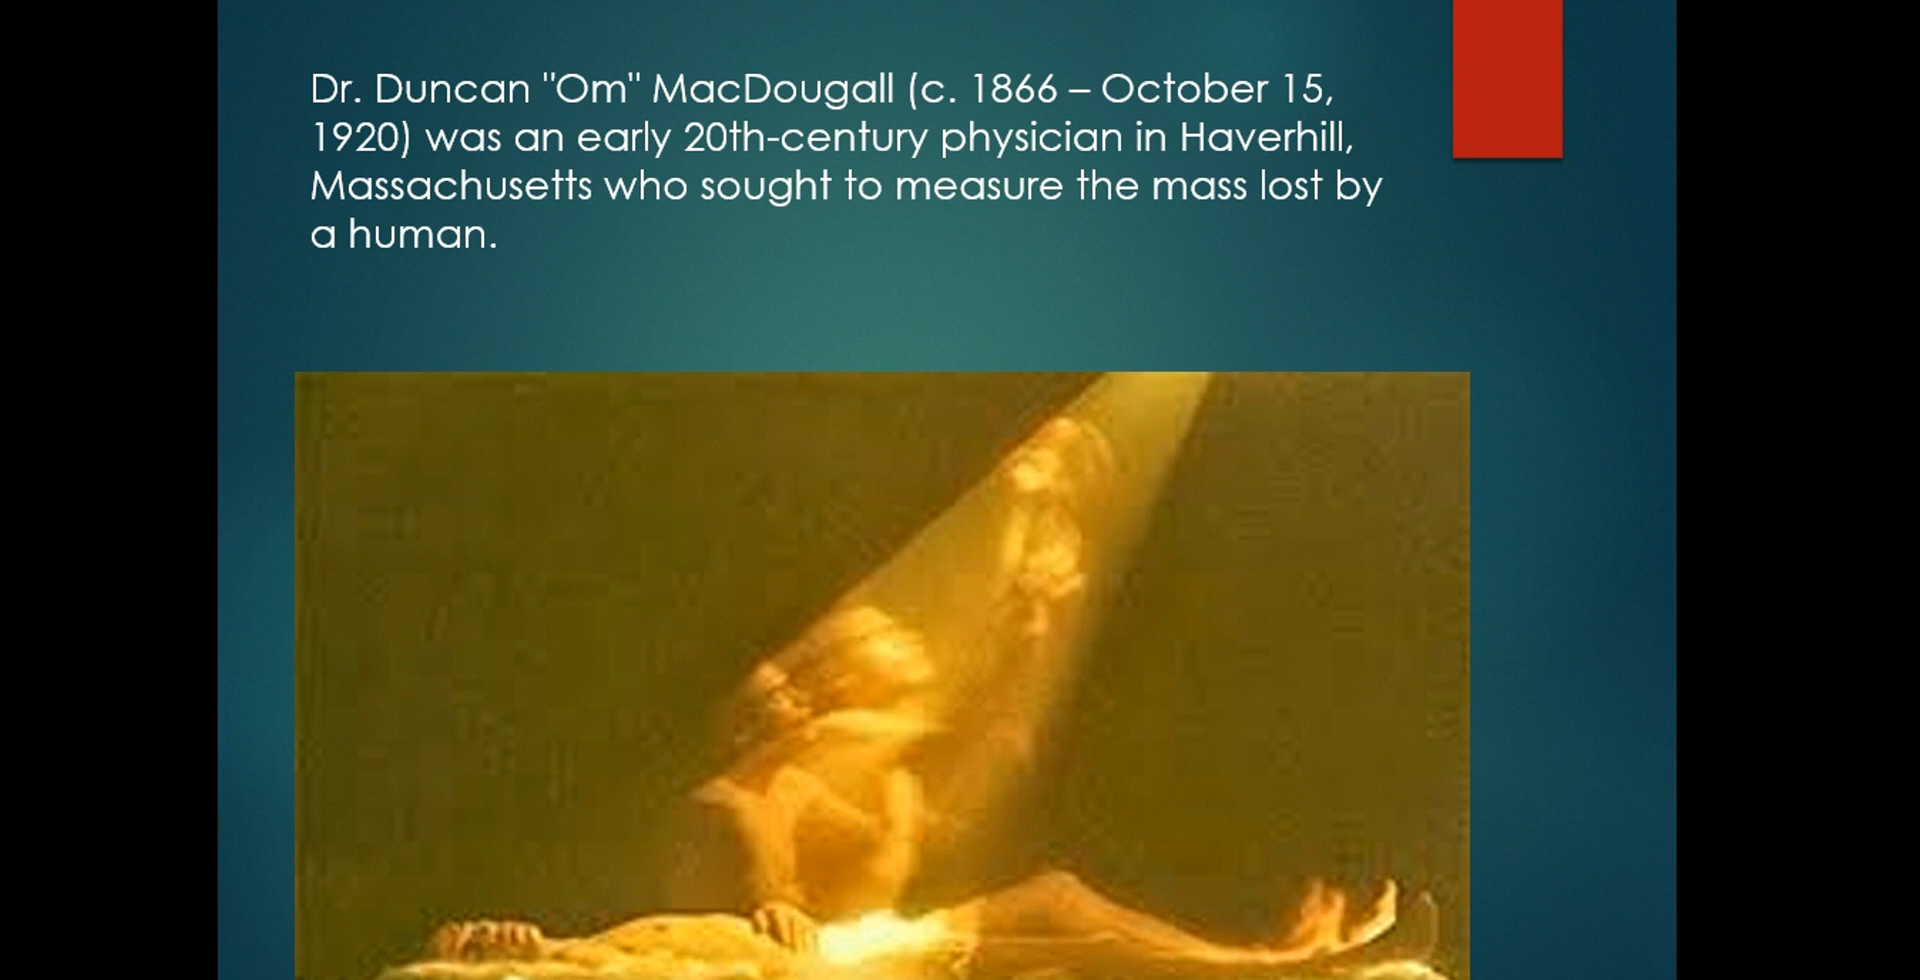 Dr. Duncan "Om" MacDougall (c. 1866 – October 15,
1920) was an early 20th-century physician in Haverhill,
Massachusetts who sought to measure the mass lost by
a human.